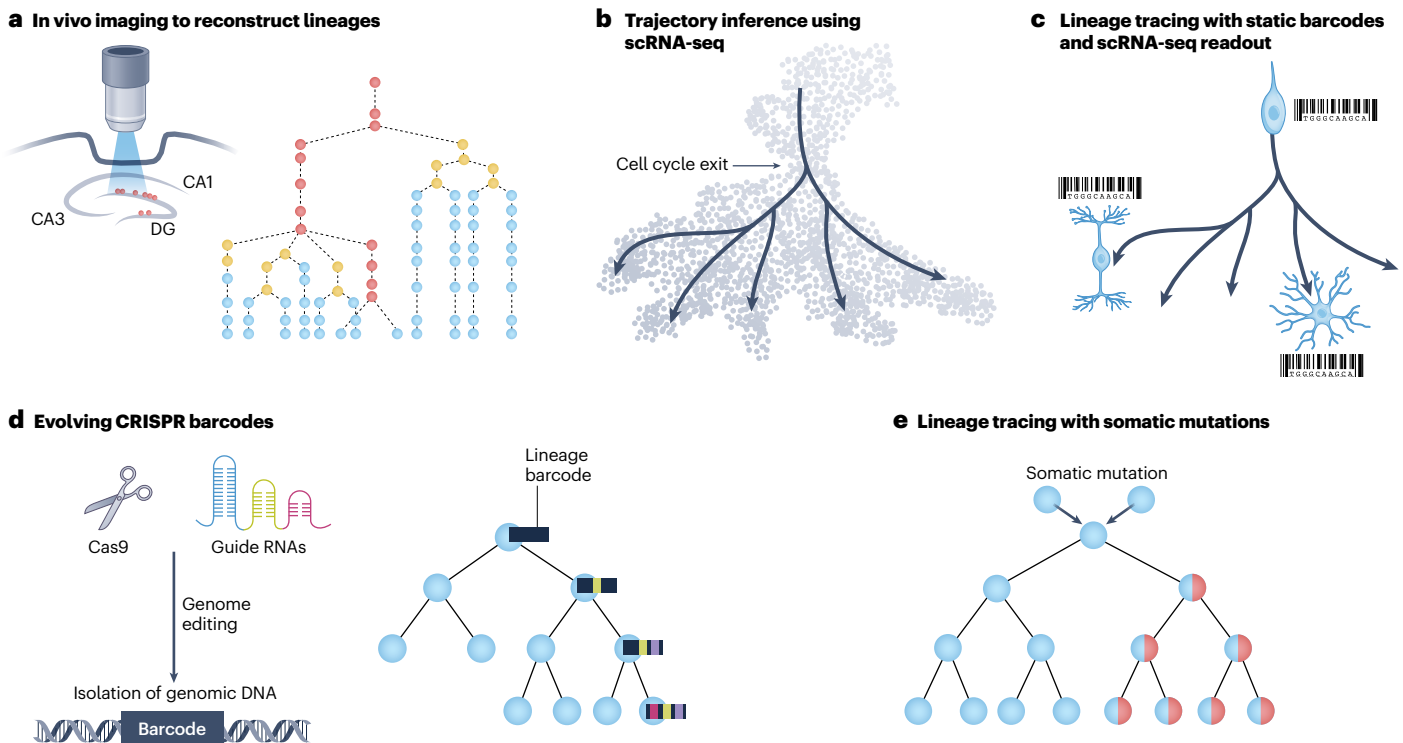 a In vivo imaging to reconstruct lineages
CA1
CA3
DG
b Trajectory inference using
scRNA-seq
Cell cycle exit
c Lineage tracing with static barcodes
and scRNA-seq readout
TGGGCAAGCA
TGGGCAAGCA
TGGGCAAGCA
d Evolving CRISPR barcodes
Cas9
Guide RNAs
Genome
editing
Isolation of genomic DNA
Barcode
Lineage
barcode
e Lineage tracing with somatic mutations
Somatic mutation